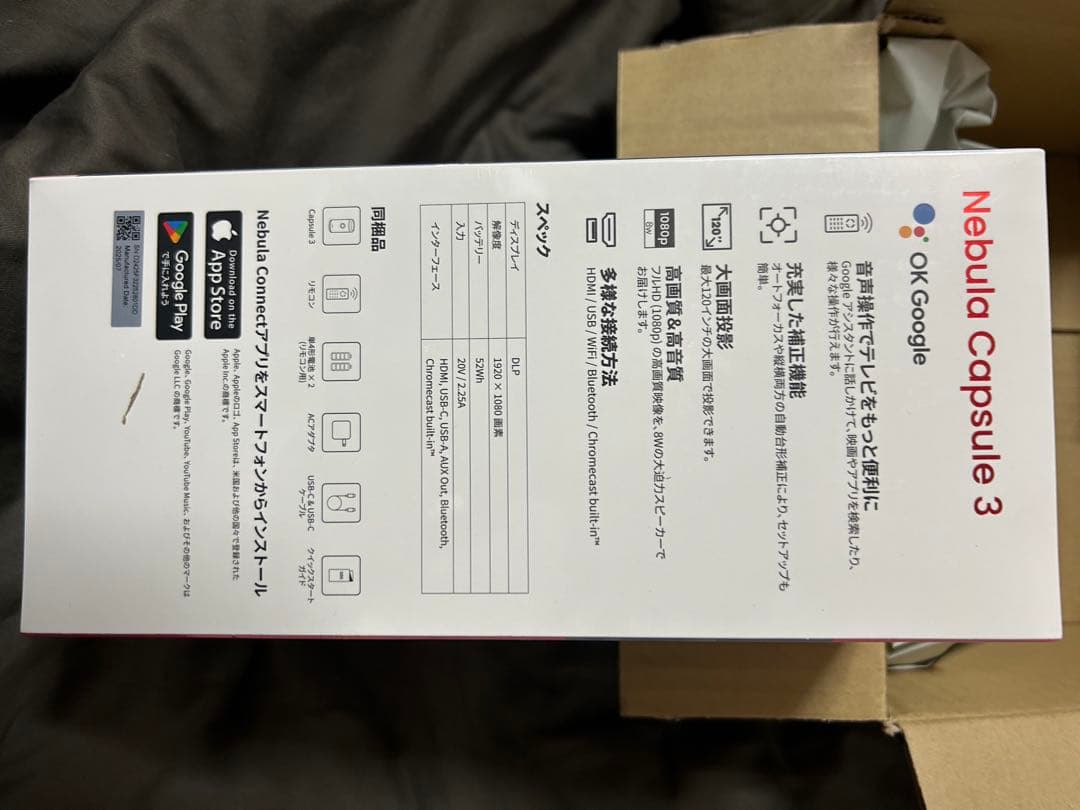 Nebula Capsule 3
OK Google
音声操作でテレビをもっと便利に
Google アシスタントに話しかけて、映画やアプリを検索したり、
様々な操作が行えます。
充実した補正機能
オートフォーカスや縦横両方の自動台形補正により、セットアップも
簡単。
120"
大画面投影
最大120インチの大画面で投影できます。
1080p
8w
高画質&高音質
フルHD (1080p) の高画質映像を、8Wの大迫力スピーカーで
お届けします。
多様な接続方法
HDMI / USB / WiFi / Bluetooth / Chromecast built-in™
スペック
ディスプレイ DLP
解像度 1920 × 1080 画素
バッテリー 52Wh
入力 20V / 2.25A
インターフェース HDMI, USB-C, USB-A, AUX Out, Bluetooth,
Chromecast built-in™
同梱品
Capsule 3
リモコン
単4形電池 × 2
(リモコン用)
ACアダプタ
USB-C & USB-C
ケーブル
クイックスタート
ガイド
Nebula Connectアプリをスマートフォンからインストール
Download on the
App Store
Apple、Appleのロゴ、App Storeは、米国および他の国々で登録された
Apple Inc.の商標です。
Google Play
で手に入れよう
Google、Google Play、YouTube、YouTube Music、およびその他のマークは
Google LLC の商標です。
Manufactured Date:
2025/07